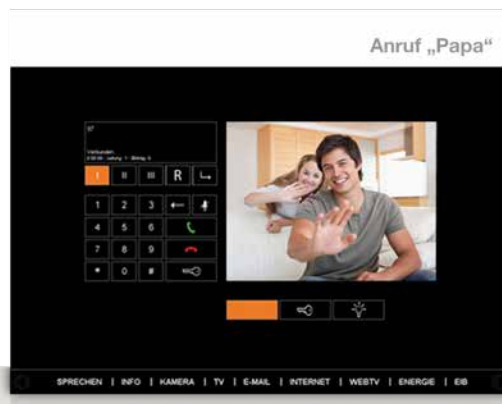 Anruf „Papa“
Verbunden.
I II III R
1 2 3
4 5 6
7 8 9
* 0 #
SPRECHEN | INFO | KAMERA | TV | E-MAIL | INTERNET | WEBTV | ENERGIE | EIB